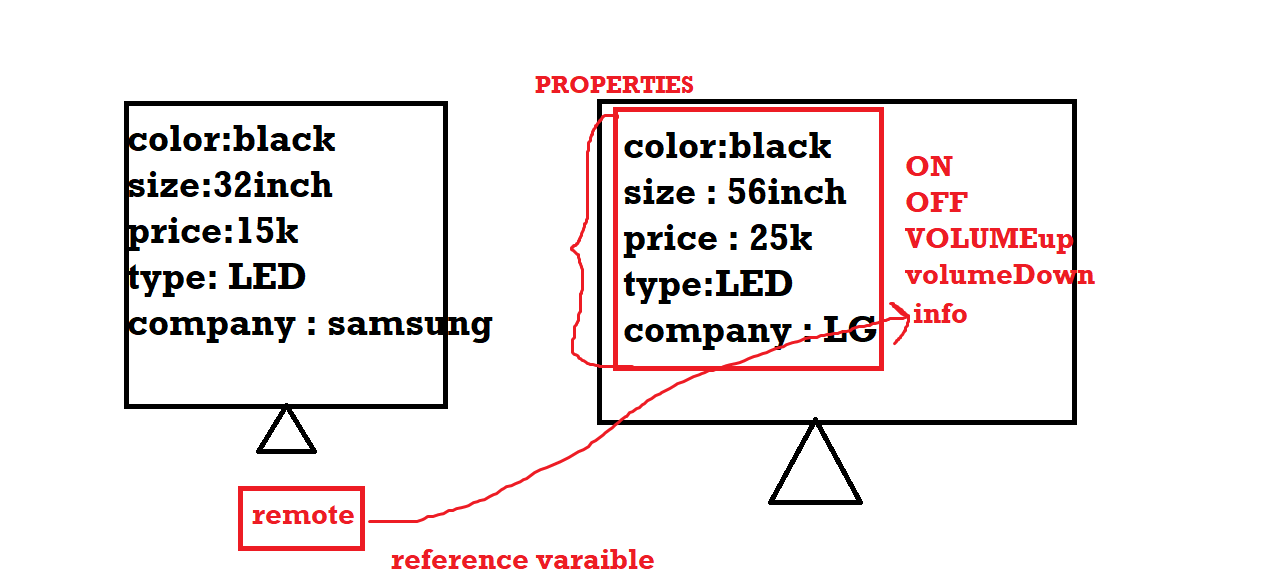 color:black
size:32inch
price:15k
type: LED
company : samsung
PROPERTIES
color:black
size : 56inch
price : 25k
type:LED
company : LG
ON
OFF
VOLUMEup
volumeDown
info
remote
reference varaible